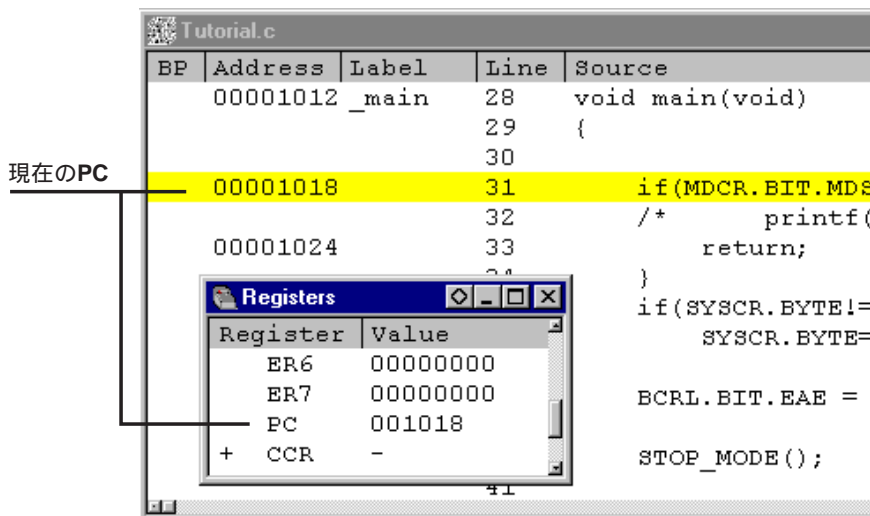 Tutorial.c
BP Address Label Line Source
00001012 _main 28 void main(void)
29 {
30
現在のPC
00001018 31 if(MDCR.BIT.MDS
32 /* printf(
00001024 33 return;
}
if(SYSCR.BYTE!=
SYSCR.BYTE=
BCRL.BIT.EAE =
STOP_MODE();
Registers
Register Value
ER6 00000000
ER7 00000000
PC 001018
+ CCR -